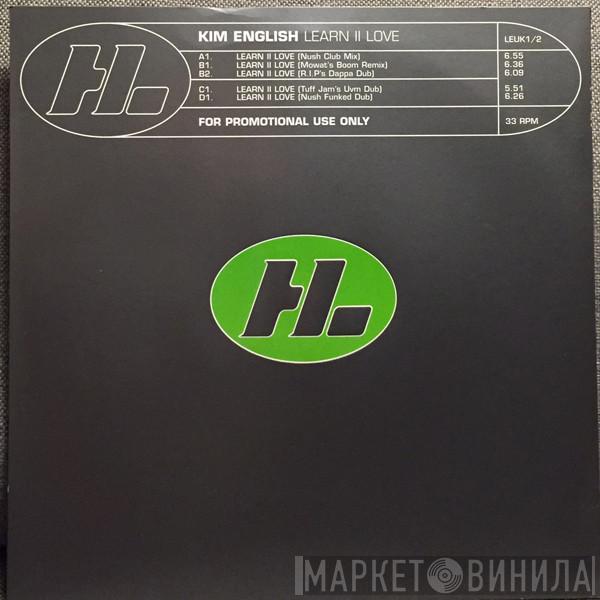 KIM ENGLISH LEARN II LOVE LEUK1/2
A1. LEARN II LOVE (Nush Club Mix) 6.55
B1. LEARN II LOVE (Mowat's Boom Remix) 6.36
B2. LEARN II LOVE (R.I.P's Dappa Dub) 6.09
C1. LEARN II LOVE (Tuff Jam's Uvm Dub) 5.51
D1. LEARN II LOVE (Nush Funked Dub) 6.26
FOR PROMOTIONAL USE ONLY 33 RPM
HL.
HL.
МАРКЕТ ВИНИЛА